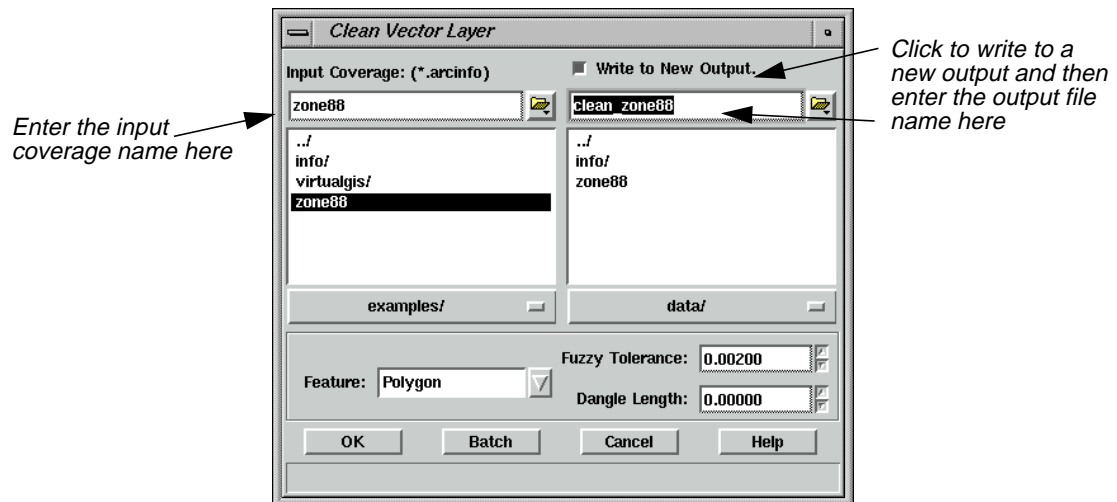 Clean Vector Layer
Input Coverage: (*.arcinfo)
Write to New Output.
zone88
clean_zone88
../
info/
virtualgis/
zone88
../
info/
zone88
examples/
data/
Feature:
Polygon
Fuzzy Tolerance:
0.00200
Dangle Length:
0.00000
OK
Batch
Cancel
Help
Enter the input
coverage name here
Click to write to a
new output and then
enter the output file
name here